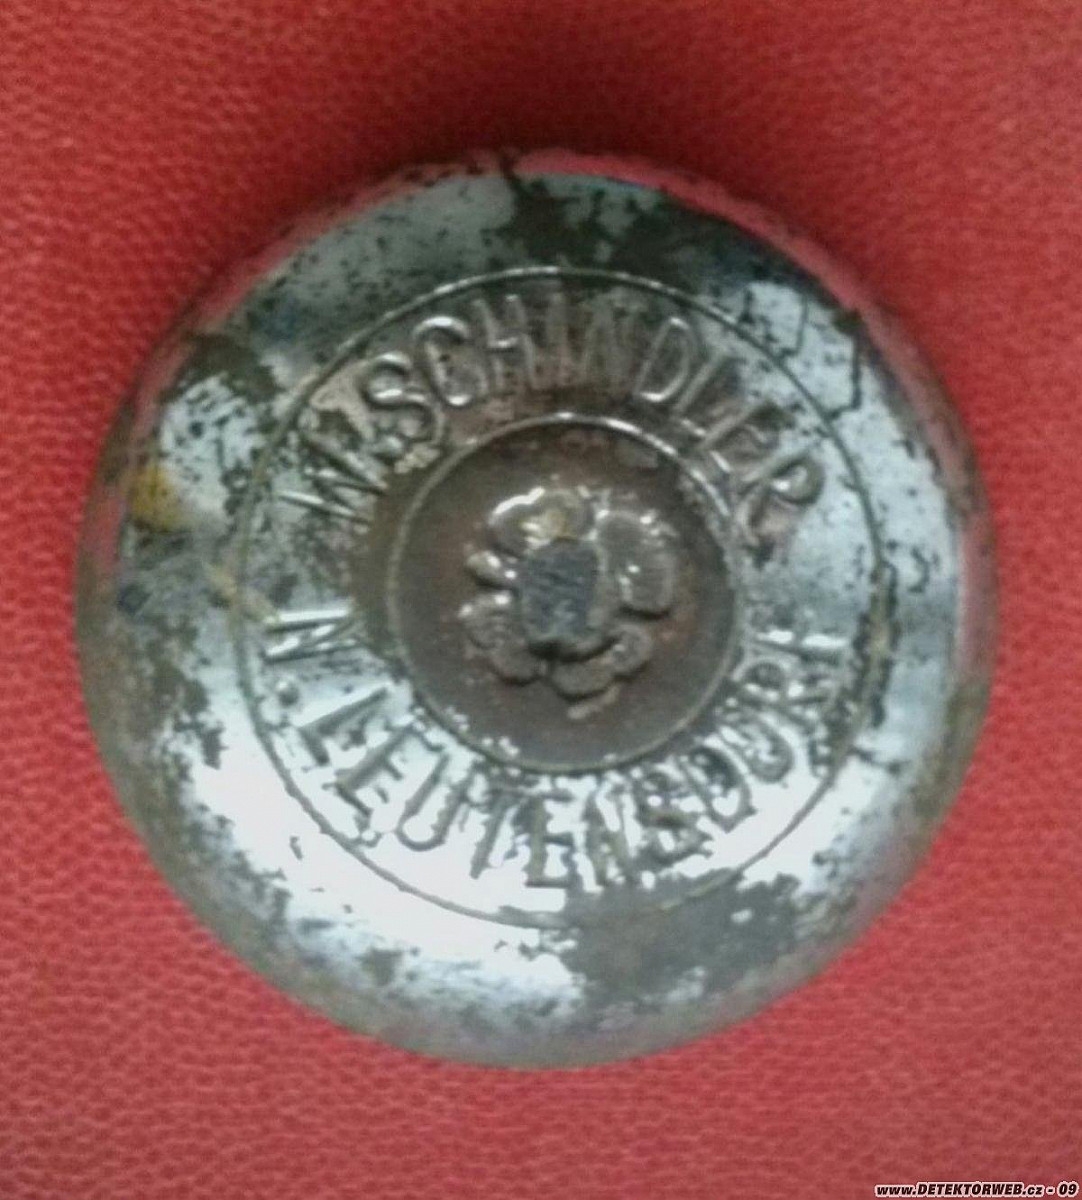 W.SCHINDLER
N.LEUTENSDORF
www.DETEKTORWEB.cz - 09